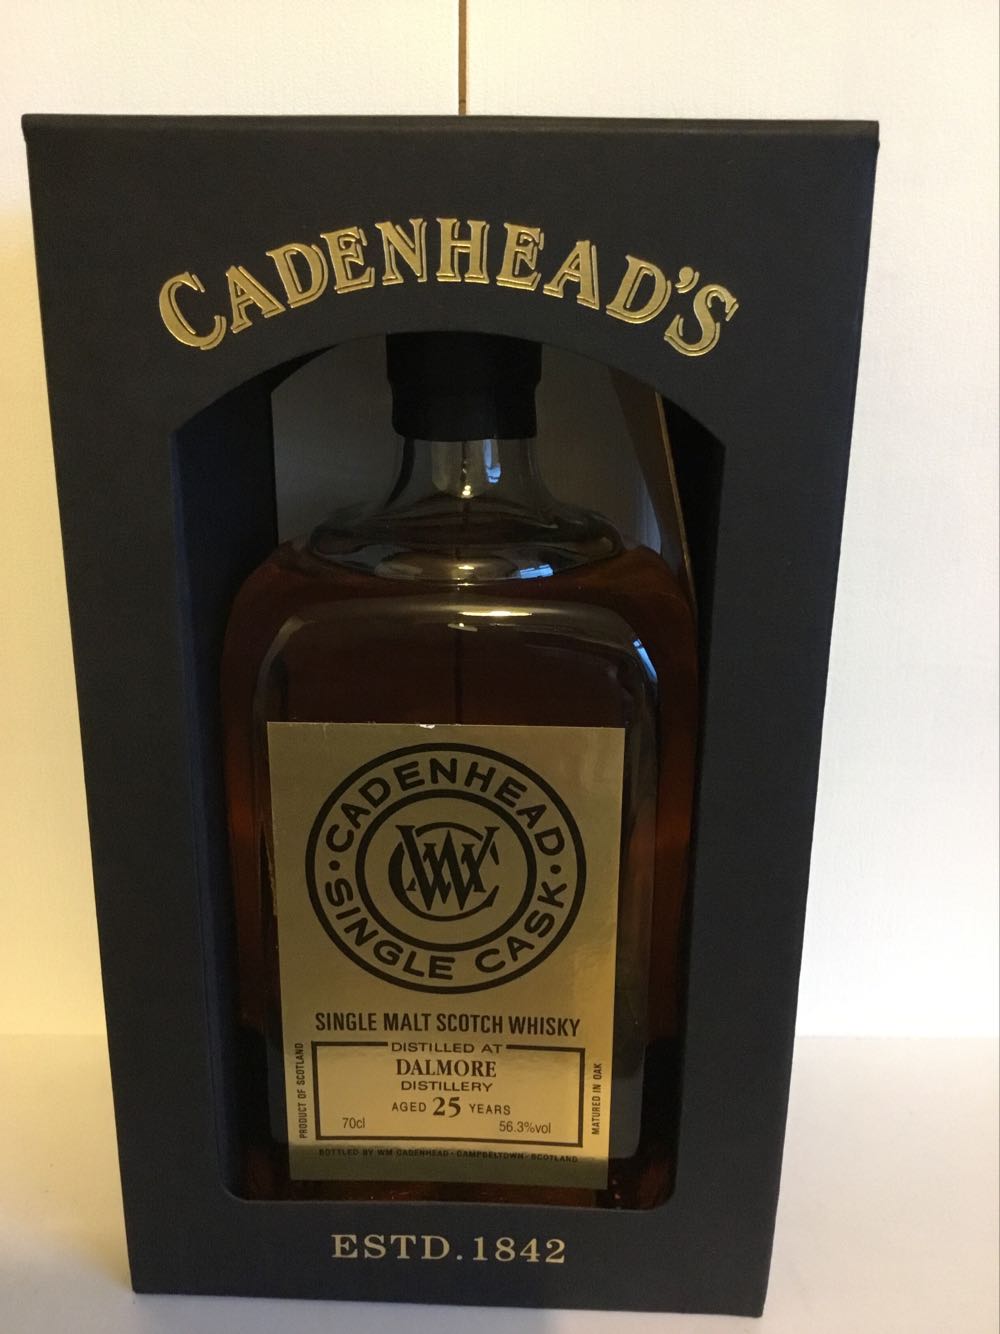 CADENHEAD'S
CADENHEAD
WC
SINGLE CASK
SINGLE MALT SCOTCH WHISKY
DISTILLED AT
DALMORE
DISTILLERY
AGED 25 YEARS
70cl 56.3%vol
PRODUCT OF SCOTLAND
MATURED IN OAK
BOTTLED BY WM CADENHEAD · CAMPBELTOWN · SCOTLAND
ESTD.1842